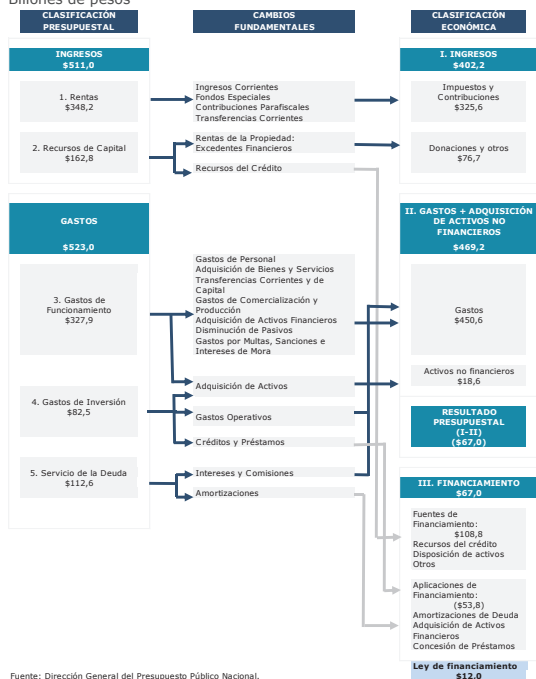 Billones de pesos
CLASIFICACIÓN
PRESUPUESTAL
CAMBIOS
FUNDAMENTALES
CLASIFICACIÓN
ECONÓMICA
INGRESOS
$511,0
1. Rentas
$348,2
2. Recursos de Capital
$162,8
Ingresos Corrientes
Fondos Especiales
Contribuciones Parafiscales
Transferencias Corrientes
Rentas de la Propiedad:
Excedentes Financieros
Recursos del Crédito
I. INGRESOS
$402,2
Impuestos y
Contribuciones
$325,6
Donaciones y otros
$76,7
GASTOS
$523,0
3. Gastos de
Funcionamiento
$327,9
4. Gastos de Inversión
$82,5
5. Servicio de la Deuda
$112,6
Gastos de Personal
Adquisición de Bienes y Servicios
Transferencias Corrientes y de
Capital
Gastos de Comercialización y
Producción
Adquisición de Activos Financieros
Disminución de Pasivos
Gastos por Multas, Sanciones e
Intereses de Mora
Adquisición de Activos
Gastos Operativos
Créditos y Préstamos
Intereses y Comisiones
Amortizaciones
II. GASTOS + ADQUISICIÓN
DE ACTIVOS NO
FINANCIEROS
$469,2
Gastos
$450,6
Activos no financieros
$18,6
RESULTADO
PRESUPUESTAL
(I-II)
($67,0)
III. FINANCIAMIENTO
$67,0
Fuentes de
Financiamiento:
$108,8
Recursos del crédito
Disposición de activos
Otros
Aplicaciones de
Financiamiento:
($53,8)
Amortizaciones de Deuda
Adquisición de Activos
Financieros
Concesión de Préstamos
Ley de financiamiento
$12,0
Fuente: Dirección General del Presupuesto Público Nacional.